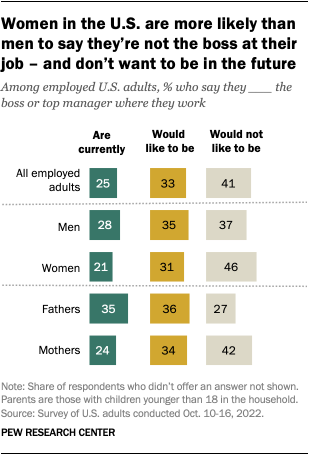 Women in the U.S. are more likely than
men to say they're not the boss at their
job – and don't want to be in the future
Among employed U.S. adults, % who say they ___ the
boss or top manager where they work
Are currently Would like to be Would not like to be
All employed adults 25 33 41
Men 28 35 37
Women 21 31 46
Fathers 35 36 27
Mothers 24 34 42
Note: Share of respondents who didn't offer an answer not shown.
Parents are those with children younger than 18 in the household.
Source: Survey of U.S. adults conducted Oct. 10-16, 2022.
PEW RESEARCH CENTER